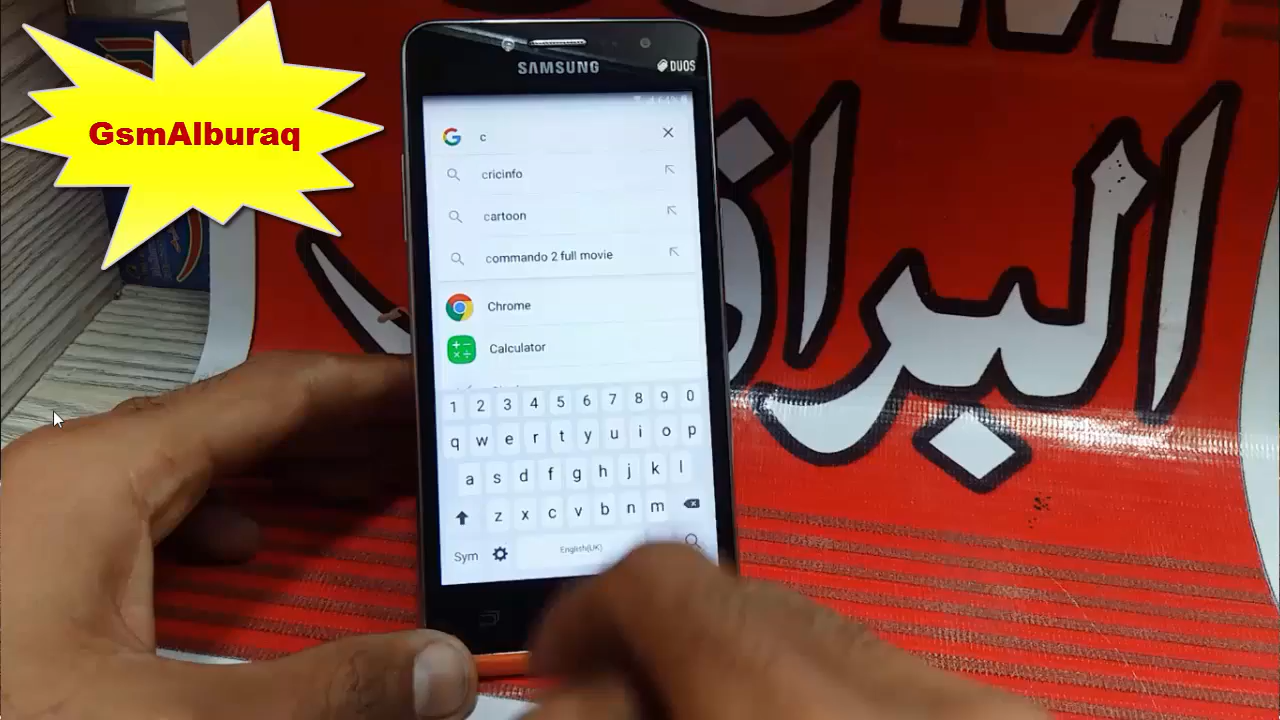 GsmAlburaq
SAMSUNG
DUOS
c
cricinfo
cartoon
commando 2 full movie
Chrome
Calculator
1 2 3 4 5 6 7 8 9 0
q w e r t y u i o p
a s d f g h j k l
z x c v b n m
Sym English(UK)
البراق